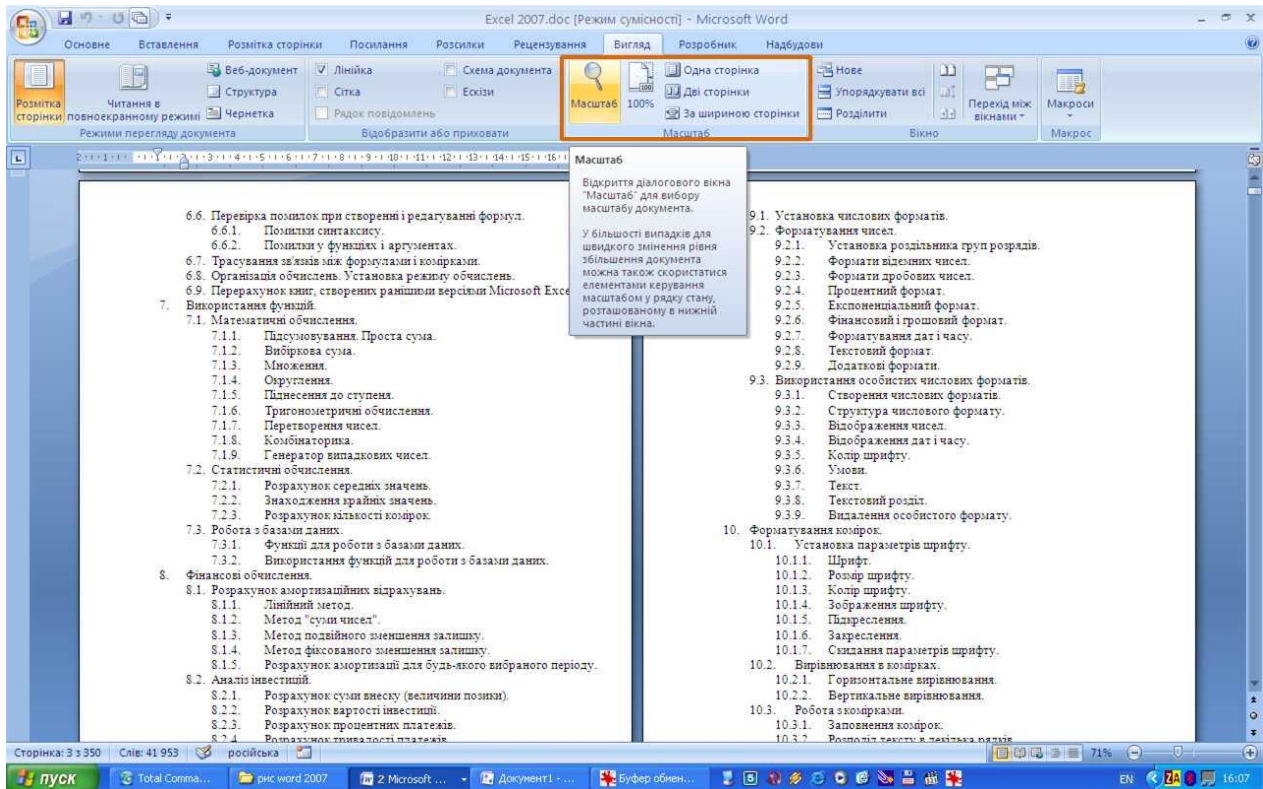 Excel 2007.doc [Режим сумісності] - Microsoft Word
Основне Вставлення Розмітка сторінки Посилання Розсилки Рецензування Вигляд Розробник Надбудови
Розмітка сторінки
Читання в повноекранному режимі
Веб-документ
Структура
Чернетка
Режими перегляду документа
Лінійка
Сітка
Рядок повідомлень
Схема документа
Ескізи
Відобразити або приховати
Масштаб
100%
Одна сторінка
Дві сторінки
За шириною сторінки
Масштаб
Нове
Упорядкувати всі
Розділити
Перехід між вікнами
Вікно
Макроси
Макрос
Масштаб
Відкриття діалогового вікна
"Масштаб" для вибору
масштабу документа.
У більшості випадків для
швидкого змінення рівня
збільшення документа
можна також скористатися
елементами керування
масштабом у рядку стану,
розташованому в нижній
частині вікна.
6.6. Перевірка помилок при створенні і редагуванні формул.
6.6.1. Помилки синтаксису.
6.6.2. Помилки у функціях і аргументах.
6.7. Трасування зв'язків між формулами і комірками.
6.8. Організація обчислень. Установка режиму обчислень.
6.9. Перерахунок книг, створених ранішими версіями Microsoft Exce
7. Використання функцій.
7.1. Математичні обчислення.
7.1.1. Підсумовування. Проста сума.
7.1.2. Вибіркова сума.
7.1.3. Множення.
7.1.4. Округлення.
7.1.5. Піднесення до ступеня.
7.1.6. Тригонометричні обчислення.
7.1.7. Перетворення чисел.
7.1.8. Комбінаторика.
7.1.9. Генератор випадкових чисел.
7.2. Статистичні обчислення.
7.2.1. Розрахунок середніх значень.
7.2.2. Знаходження крайніх значень.
7.2.3. Розрахунок кількості комірок.
7.3. Робота з базами даних.
7.3.1. Функції для роботи з базами даних.
7.3.2. Використання функцій для роботи з базами даних.
8. Фінансові обчислення.
8.1. Розрахунок амортизаційних відрахувань.
8.1.1. Лінійний метод.
8.1.2. Метод "суми чисел".
8.1.3. Метод подвійного зменшення залишку.
8.1.4. Метод фіксованого зменшення залишку.
8.1.5. Розрахунок амортизації для будь-якого вибраного періоду.
8.2. Аналіз інвестицій.
8.2.1. Розрахунок суми внеску (величини позики).
8.2.2. Розрахунок вартості інвестиції.
8.2.3. Розрахунок процентних платежів.
8.2.4. Розрахунок тривалості платежів.
9.1. Установка числових форматів.
9.2. Форматування чисел.
9.2.1. Установка роздільника груп розрядів.
9.2.2. Формати відємних чисел.
9.2.3. Формати дробових чисел.
9.2.4. Процентний формат.
9.2.5. Експоненціальний формат.
9.2.6. Фінансовий і грошовий формат.
9.2.7. Форматування дат і часу.
9.2.8. Текстовий формат.
9.2.9. Додаткові формати.
9.3. Використання особистих числових форматів.
9.3.1. Створення числових форматів.
9.3.2. Структура числового формату.
9.3.3. Відображення чисел.
9.3.4. Відображення дат і часу.
9.3.5. Колір шрифту.
9.3.6. Умови.
9.3.7. Текст.
9.3.8. Текстовий розділ.
9.3.9. Видалення особистого формату.
10. Форматування комірок.
10.1. Установка параметрів шрифту.
10.1.1. Шрифт.
10.1.2. Розмір шрифту.
10.1.3. Колір шрифту.
10.1.4. Зображення шрифту.
10.1.5. Підкреслення.
10.1.6. Закреслення.
10.1.7. Скидання параметрів шрифту.
10.2. Вирівнювання в комірках.
10.2.1. Горизонтальне вирівнювання.
10.2.2. Вертикальне вирівнювання.
10.3. Робота з комірками.
10.3.1. Заповнення комірок.
10.3.2. Розподіл тексту в декілька рядків.
Сторінка: 3 з 350 Слів: 41 953 російська 71%
пуск Total Comma... рис word 2007 2 Microsoft ... Документ1 - ... Буфер обмен... EN ZA 16:07